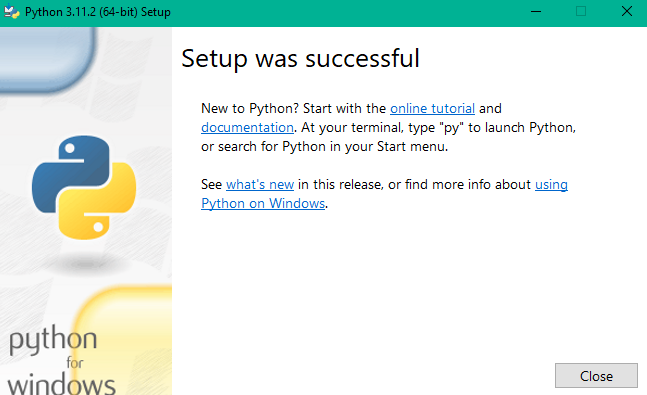 Python 3.11.2 (64-bit) Setup
Setup was successful
New to Python? Start with the online tutorial and
documentation. At your terminal, type "py" to launch Python,
or search for Python in your Start menu.
See what's new in this release, or find more info about using
Python on Windows.
python
for
windows
Close